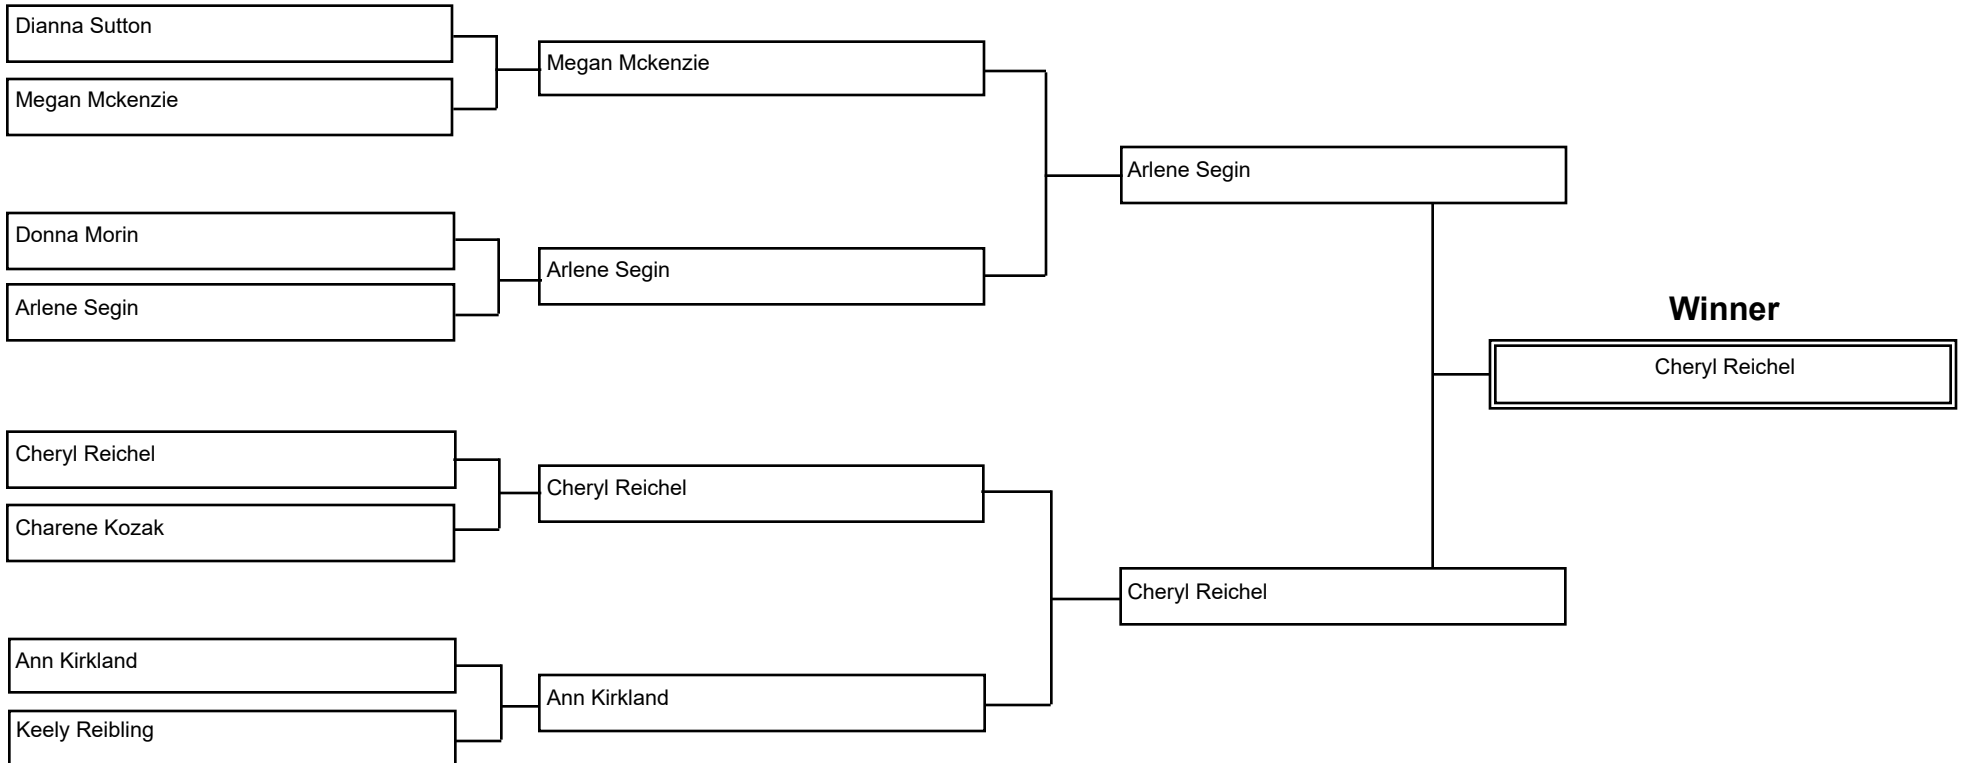 Dianna Sutton
Megan Mckenzie
Donna Morin
Arlene Segin
Cheryl Reichel
Charene Kozak
Ann Kirkland
Keely Reibling
Megan Mckenzie
Arlene Segin
Cheryl Reichel
Ann Kirkland
Arlene Segin
Cheryl Reichel
Winner
Cheryl Reichel